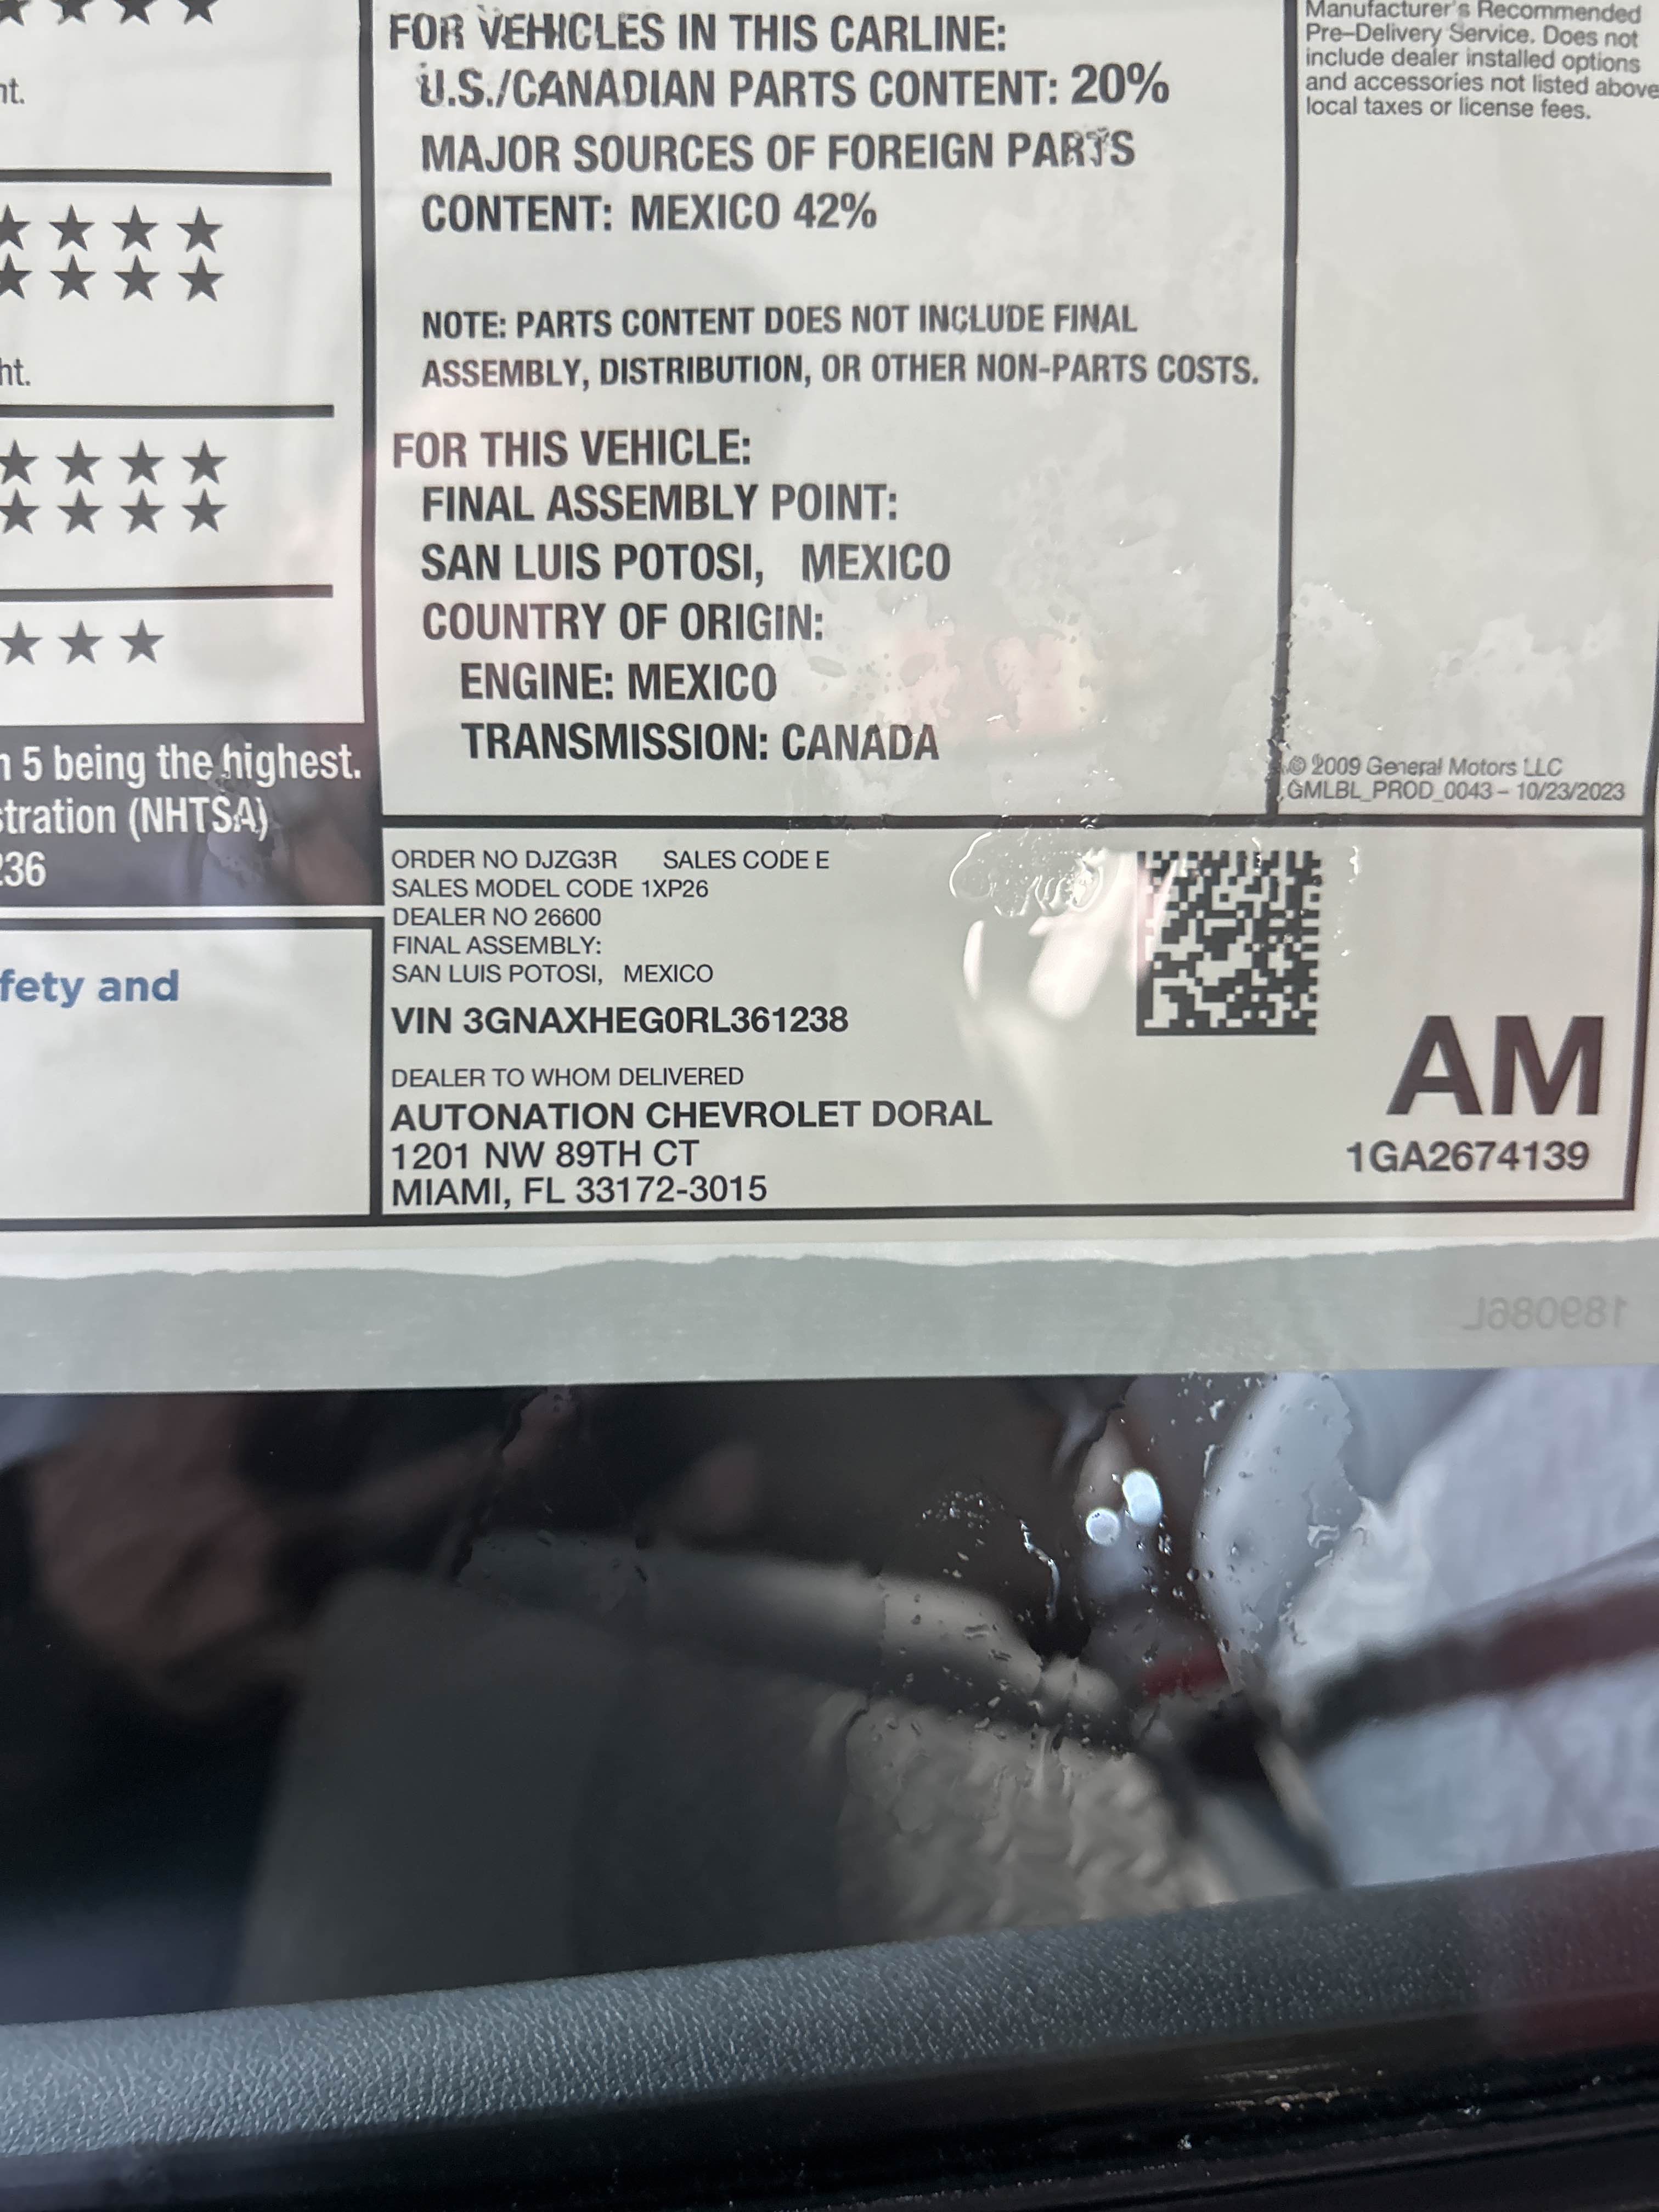 nt.
ht.
n 5 being the highest.
stration (NHTSA)
236
fety and
FOR VEHICLES IN THIS CARLINE:
U.S./CANADIAN PARTS CONTENT: 20%
MAJOR SOURCES OF FOREIGN PARTS
CONTENT: MEXICO 42%
NOTE: PARTS CONTENT DOES NOT INCLUDE FINAL
ASSEMBLY, DISTRIBUTION, OR OTHER NON-PARTS COSTS.
FOR THIS VEHICLE:
FINAL ASSEMBLY POINT:
SAN LUIS POTOSI, MEXICO
COUNTRY OF ORIGIN:
ENGINE: MEXICO
TRANSMISSION: CANADA
Manufacturer's Recommended
Pre-Delivery Service. Does not
include dealer installed options
and accessories not listed above
local taxes or license fees.
© 2009 General Motors LLC
GMLBL_PROD_0043 - 10/23/2023
ORDER NO DJZG3R SALES CODE E
SALES MODEL CODE 1XP26
DEALER NO 26600
FINAL ASSEMBLY:
SAN LUIS POTOSI, MEXICO
VIN 3GNAXHEG0RL361238
DEALER TO WHOM DELIVERED
AUTONATION CHEVROLET DORAL
1201 NW 89TH CT
MIAMI, FL 33172-3015
AM
1GA2674139
189086L